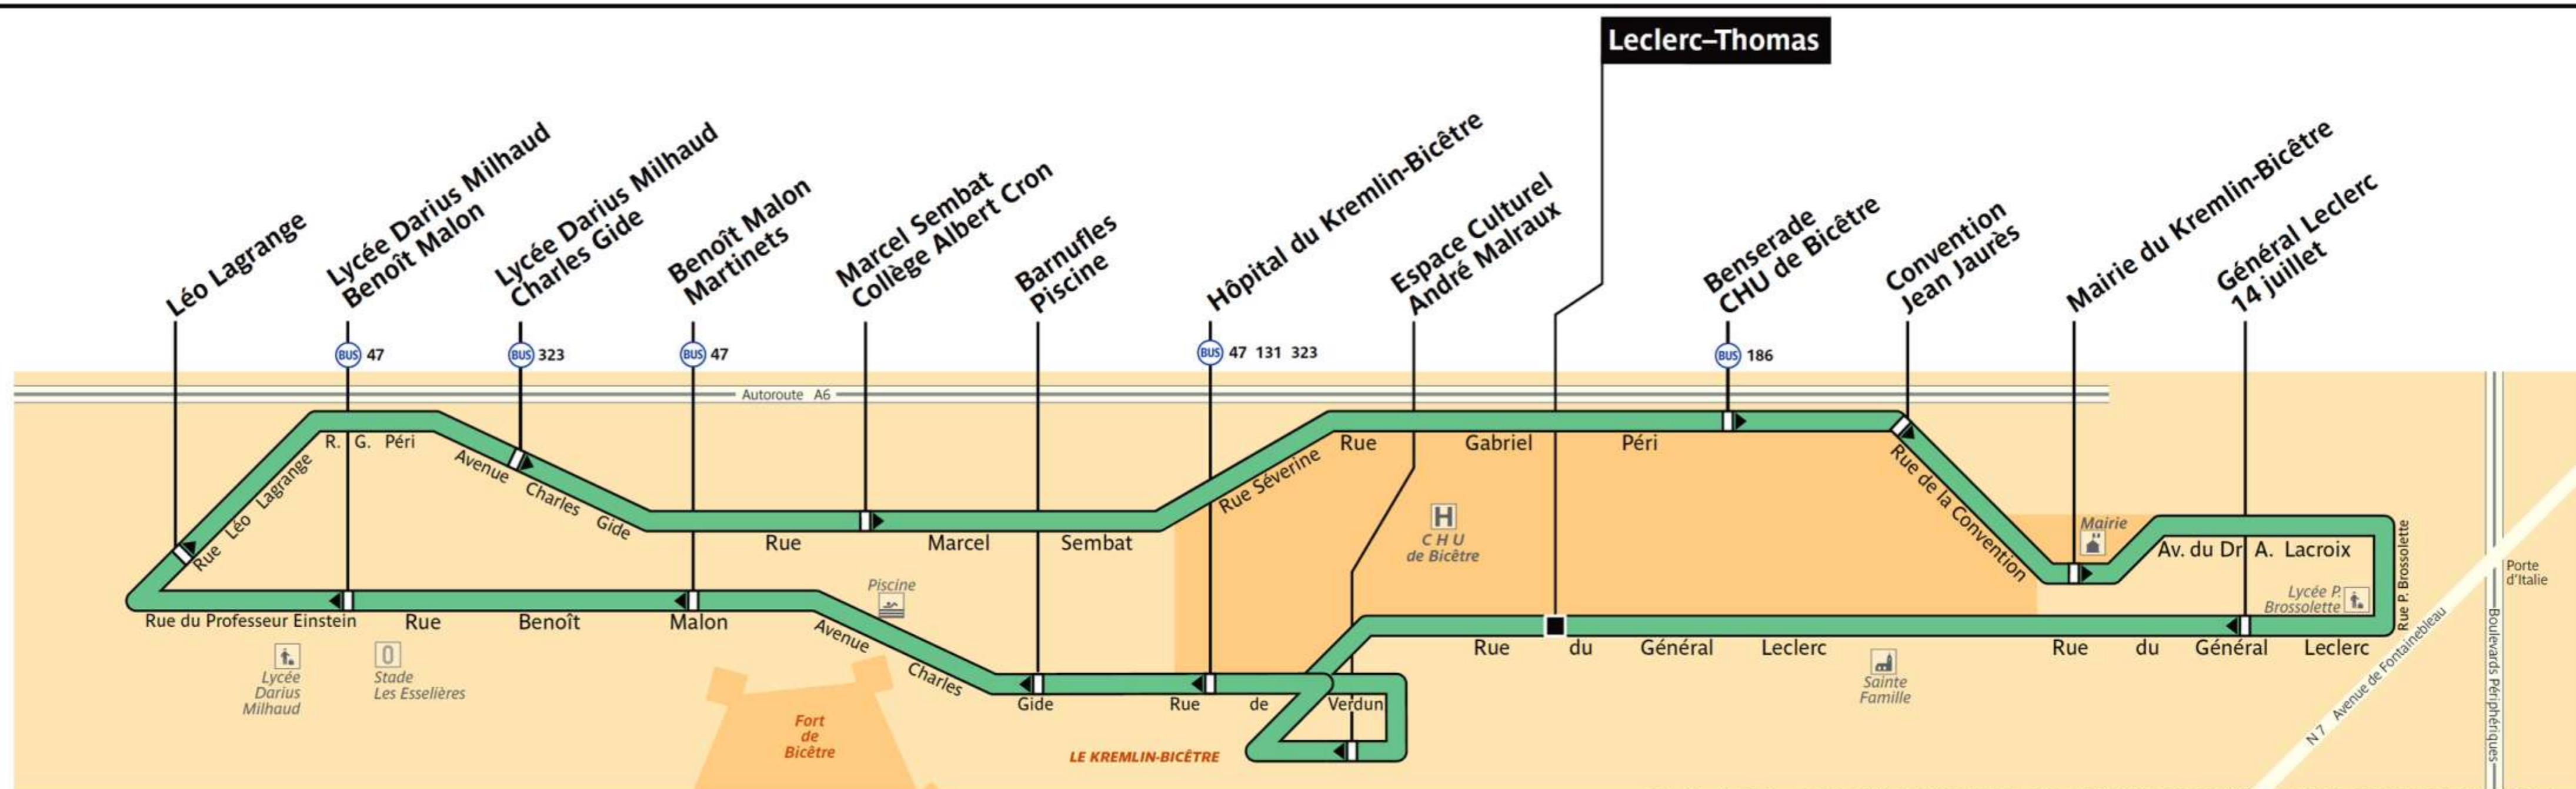 Leclerc–Thomas
Léo Lagrange
Lycée Darius Milhaud
Benoît Malon
Lycée Darius Milhaud
Charles Gide
Benoît Malon
Martinets
Marcel Sembat
Collège Albert Cron
Barnufles
Piscine
Hôpital du Kremlin-Bicêtre
Espace Culturel
André Malraux
Benserade
CHU de Bicêtre
Convention
Jean Jaurès
Mairie du Kremlin-Bicêtre
Général Leclerc
14 juillet
BUS 47
BUS 323
BUS 47
BUS 47 131 323
BUS 186
Autoroute A6
R. G. Péri
Avenue Charles Gide
Rue Léo Lagrange
Rue Marcel Sembat
Rue Séverine
Rue Gabriel Péri
Rue de la Convention
H
CHU
de Bicêtre
Mairie
Av. du Dr A. Lacroix
Rue P. Brossolette
Lycée P.
Brossolette
Porte
d'Italie
Boulevards Périphériques
N 7 Avenue de Fontainebleau
Piscine
Rue du Professeur Einstein
Rue Benoît Malon
Avenue Charles Gide
Rue de Verdun
Rue du Général Leclerc
Rue du Général Leclerc
Lycée
Darius
Milhaud
Stade
Les Esselières
Fort
de
Bicêtre
LE KREMLIN-BICÊTRE
Sainte
Famille